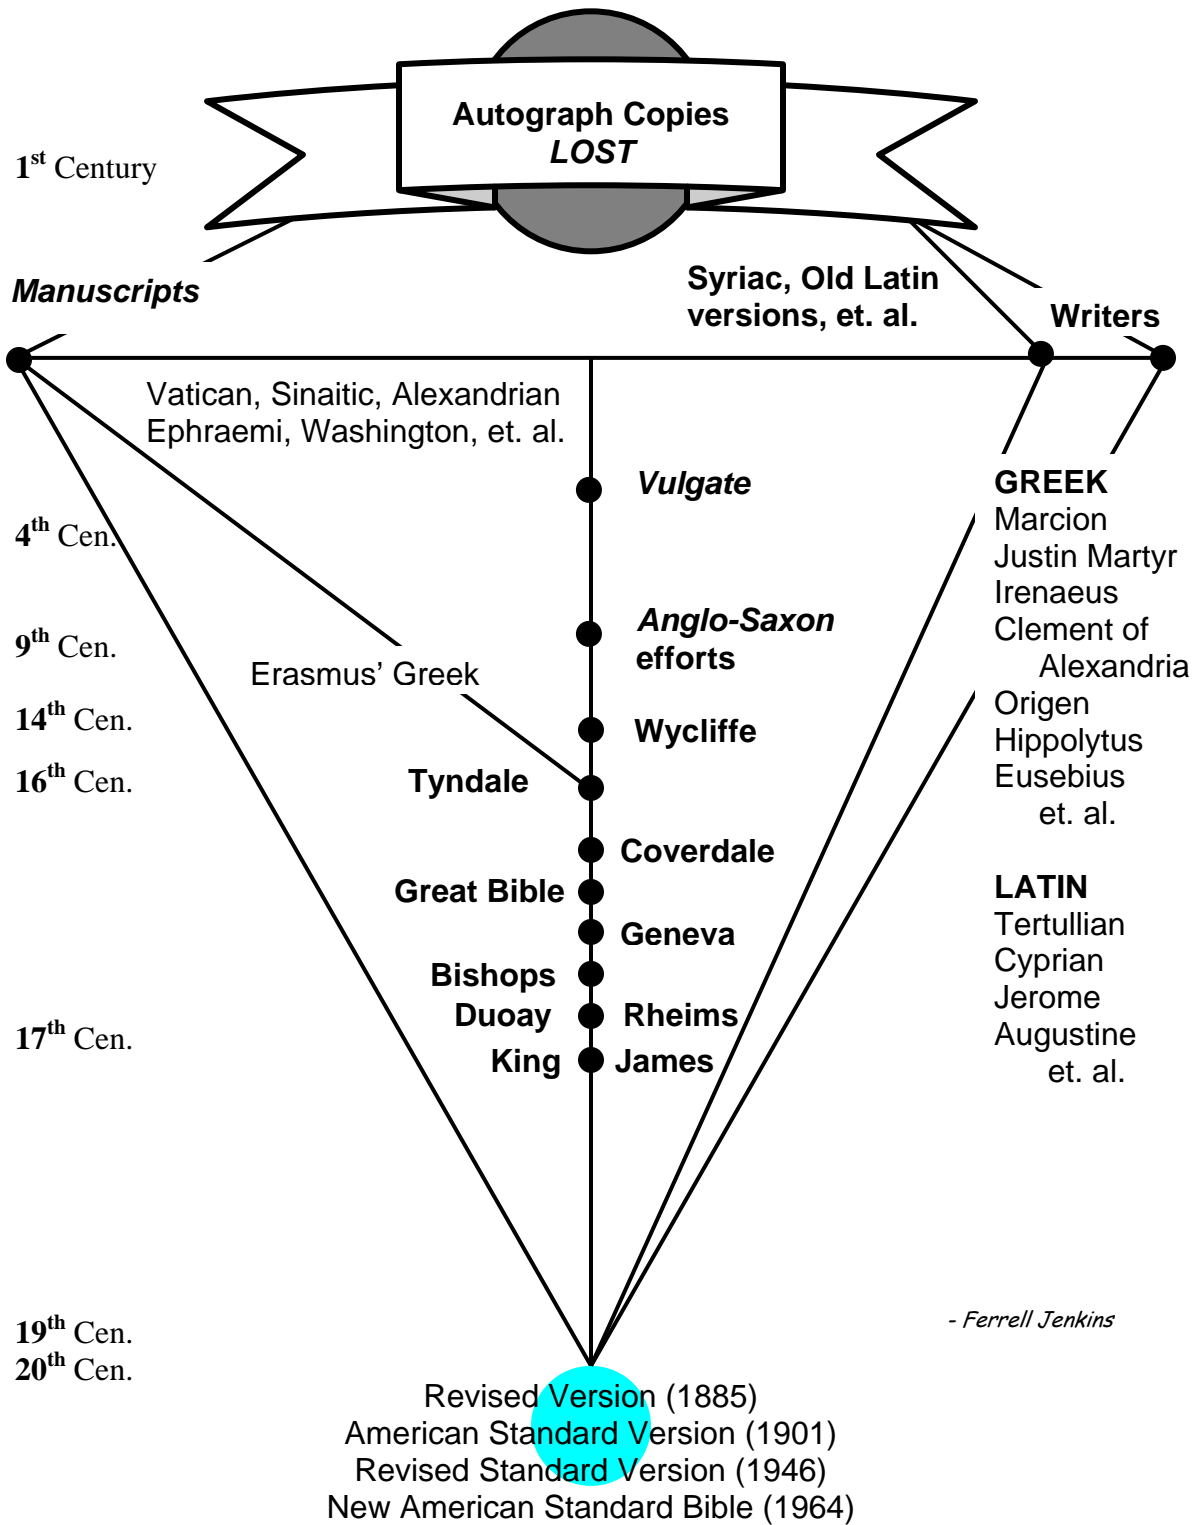 Autograph Copies
LOST
1st Century
Manuscripts
Syriac, Old Latin
versions, et. al.
Writers
Vatican, Sinaitic, Alexandrian
Ephraemi, Washington, et. al.
Vulgate
4th Cen.
Anglo-Saxon
efforts
9th Cen.
Erasmus’ Greek
14th Cen.
Wycliffe
16th Cen.
Tyndale
Coverdale
Great Bible
Geneva
Bishops
Duoay Rheims
17th Cen.
King James
GREEK
Marcion
Justin Martyr
Irenaeus
Clement of
Alexandria
Origen
Hippolytus
Eusebius
et. al.
LATIN
Tertullian
Cyprian
Jerome
Augustine
et. al.
- Ferrell Jenkins
19th Cen.
20th Cen.
Revised Version (1885)
American Standard Version (1901)
Revised Standard Version (1946)
New American Standard Bible (1964)